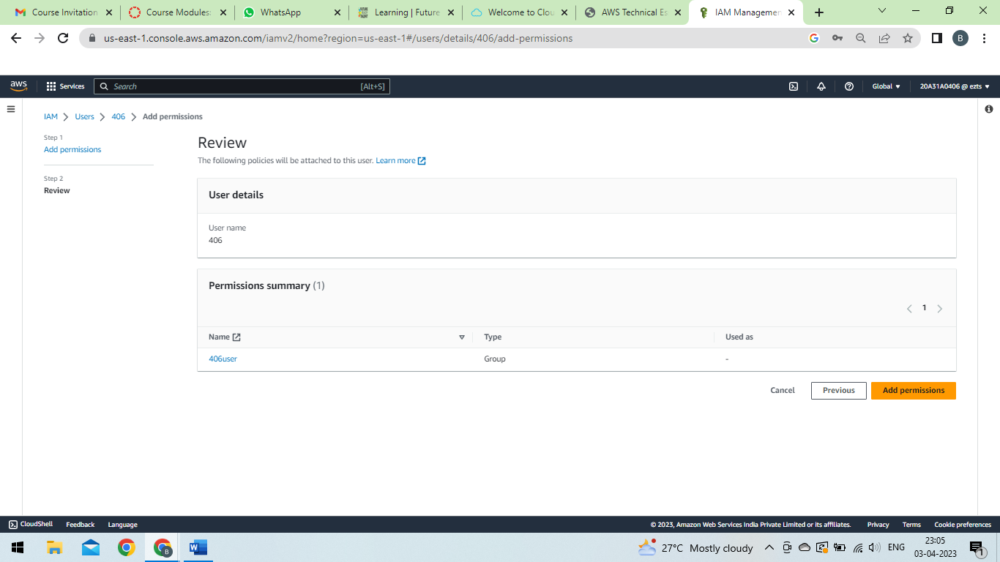 Course Invitation
Course Modules:
WhatsApp
Learning | Future
Welcome to Clou
AWS Technical Es
IAM Managemen
us-east-1.console.aws.amazon.com/iamv2/home?region=us-east-1#/users/details/406/add-permissions
B
aws
Services
Search
[Alt+S]
Global
20A31A0406 @ ezts
IAM
Users
406
Add permissions
Step 1
Add permissions
Step 2
Review
Review
The following policies will be attached to this user. Learn more
User details
User name
406
Permissions summary (1)
1
Name
Type
Used as
406user
Group
-
Cancel
Previous
Add permissions
CloudShell
Feedback
Language
© 2023, Amazon Web Services India Private Limited or its affiliates.
Privacy
Terms
Cookie preferences
B
W
27°C Mostly cloudy
ENG
23:05
03-04-2023
1